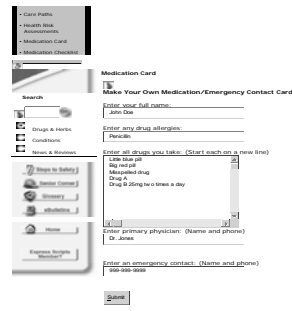 • Care Paths
• Health Risk
Assessments
• Medication Card
• Medication Checklist
Search
Drugs & Herbs
Conditions
News & Reviews
7 Steps to Safety
Senior Corner
Glossary
eBulletins
Home
Express Scripts
Member?
Medication Card
Make Your Own Medication/Emergency Contact Card
Enter your full name:
John Doe
Enter any drug allergies:
Penicillin
Enter all drugs you take: (Start each on a new line)
Little blue pill
Big red pill
Misspelled drug
Drug A
Drug B 25mg two times a day
Enter primary physician: (Name and phone)
Dr. Jones
Enter an emergency contact: (Name and phone)
999-999-9999
Submit